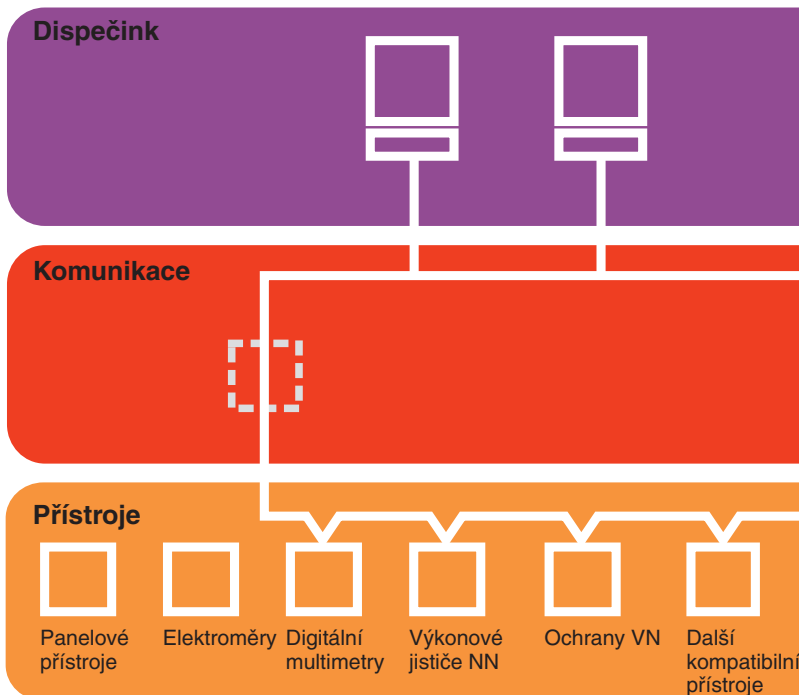 Dispečink
Komunikace
Přístroje
Panelové
přístroje
Elektroměry
Digitální
multimetry
Výkonové
jističe NN
Ochrany VN
Další
kompatibilní
přístroje